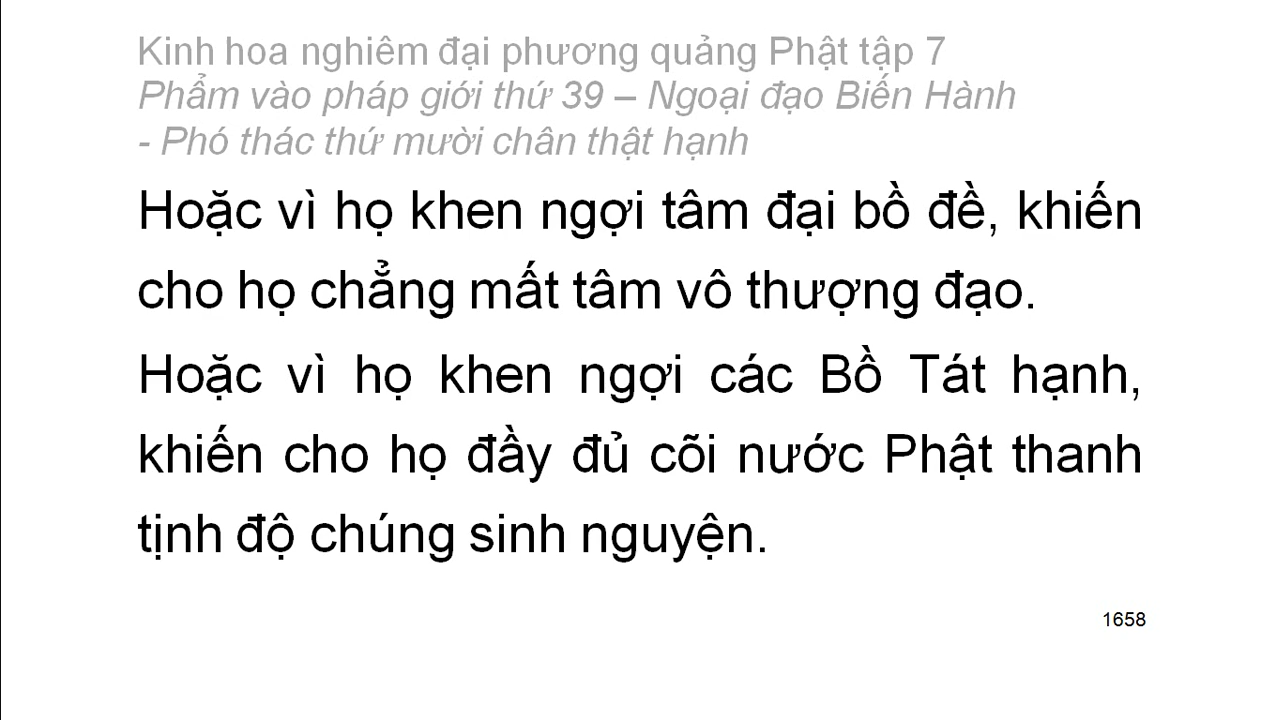 Kinh hoa nghiêm đại phương quảng Phật tập 7
Phẩm vào pháp giới thứ 39 – Ngoại đạo Biến Hành
- Phó thác thứ mười chân thật hạnh
Hoặc vì họ khen ngợi tâm đại bồ đề, khiến
cho họ chẳng mất tâm vô thượng đạo.
Hoặc vì họ khen ngợi các Bồ Tát hạnh,
khiến cho họ đầy đủ cõi nước Phật thanh
tịnh độ chúng sinh nguyện.
1658